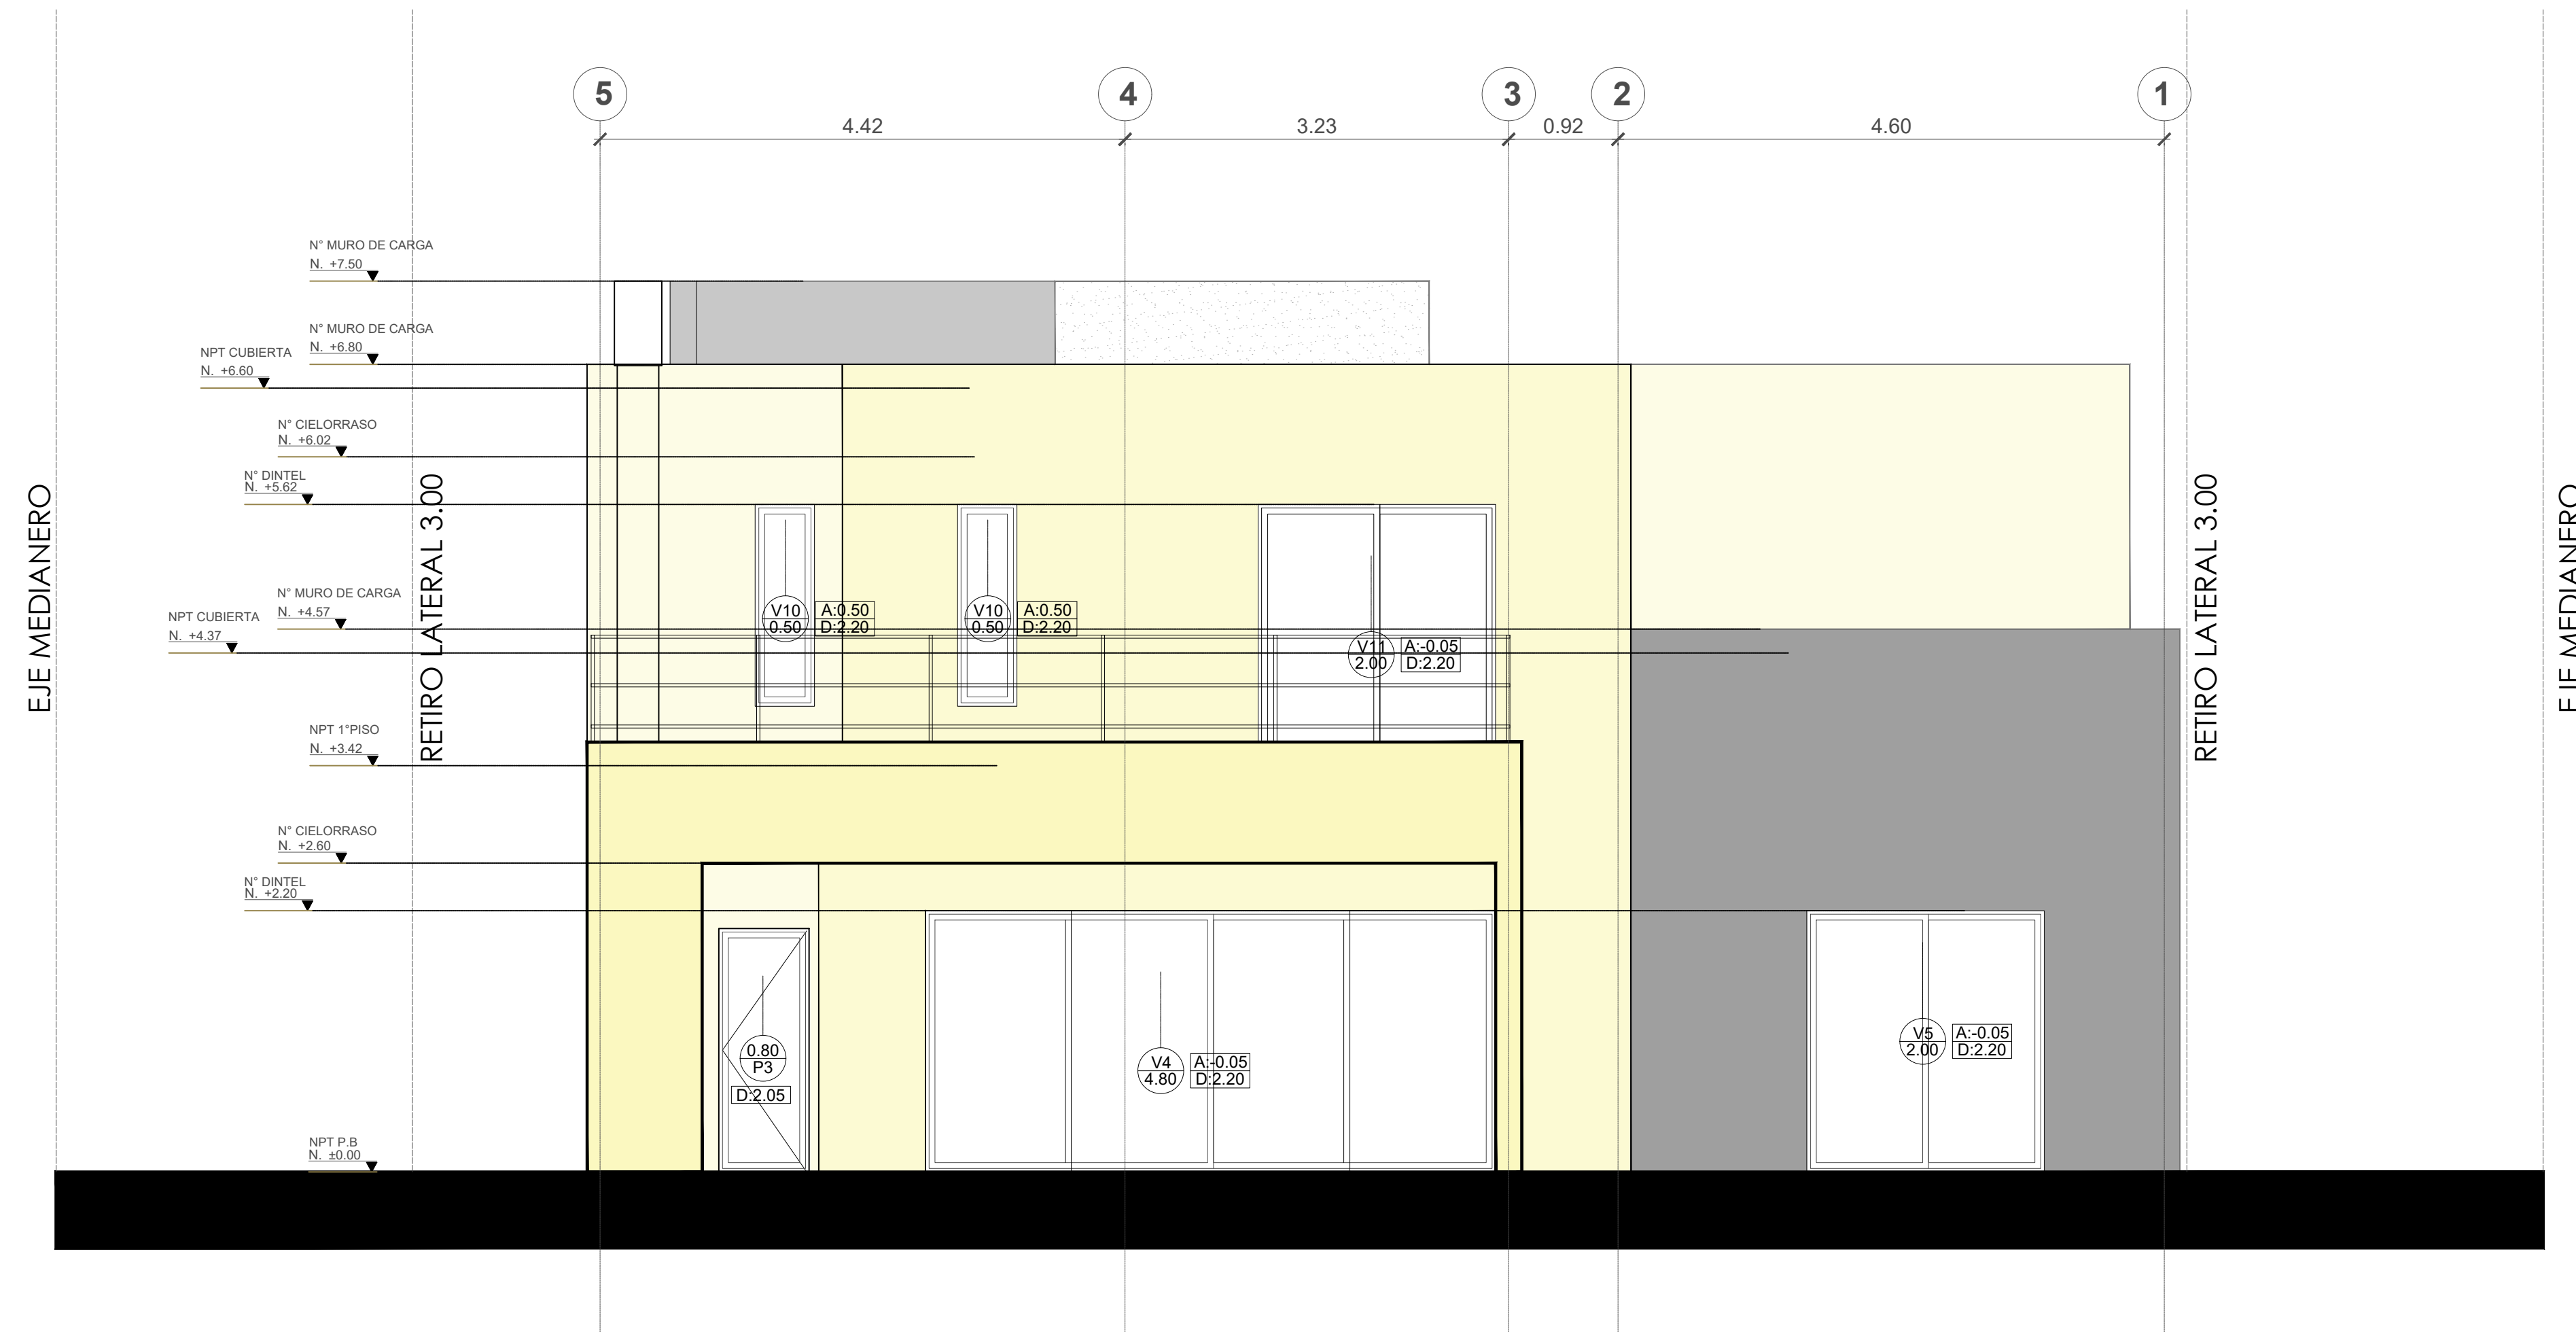 5
4
3
2
1
4.42
3.23
0.92
4.60
N° MURO DE CARGA
N. +7.50
N° MURO DE CARGA
N. +6.80
NPT CUBIERTA
N. +6.60
N° CIELORRASO
N. +6.02
N° DINTEL
N. +5.62
EJE MEDIANERO
RETIRO LATERAL 3.00
RETIRO LATERAL 3.00
EJE MEDIANERO
N° MURO DE CARGA
N. +4.57
NPT CUBIERTA
N. +4.37
V10
0.50
A:0.50
D:2.20
V10
0.50
A:0.50
D:2.20
V11
2.00
A:-0.05
D:2.20
NPT 1°PISO
N. +3.42
N° CIELORRASO
N. +2.60
N° DINTEL
N. +2.20
0.80
P3
D:2.05
V4
4.80
A:-0.05
D:2.20
V5
2.00
A:-0.05
D:2.20
NPT P.B
N. ±0.00